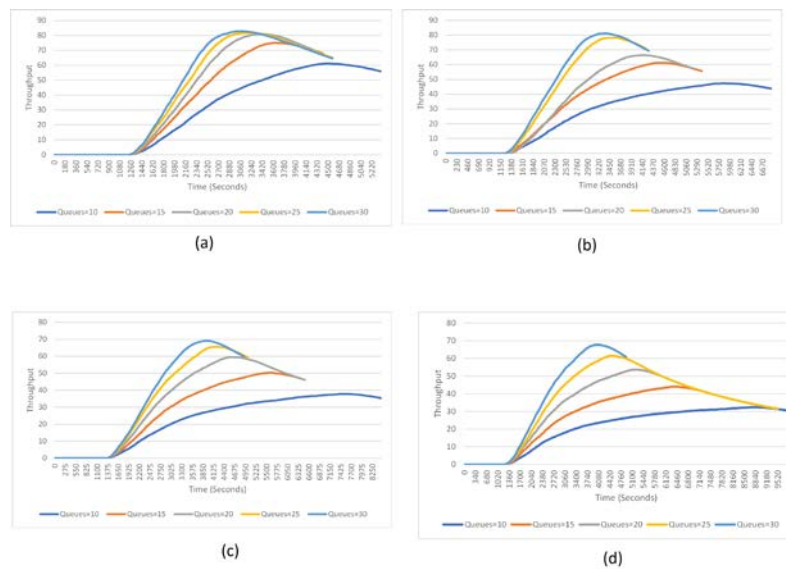 90
80
70
60
50
40
30
20
10
0
Throughput
0 180 360 540 720 900 1080 1260 1440 1620 1800 1980 2160 2340 2520 2700 2880 3060 3240 3420 3600 3780 3960 4140 4320 4500 4680 4860 5040 5220
Time (Seconds)
Queues=10 Queues=15 Queues=20 Queues=25 Queues=30
(a)
90
80
70
60
50
40
30
20
10
0
Throughput
0 230 460 690 920 1150 1380 1610 1840 2070 2300 2530 2760 2990 3220 3450 3680 3910 4140 4370 4600 4830 5060 5290 5520 5750 5980 6210 6440 6670
Time (Seconds)
Queues=10 Queues=15 Queues=20 Queues=25 Queues=30
(b)
80
70
60
50
40
30
20
10
0
Throughput
0 275 550 825 1100 1375 1650 1925 2200 2475 2750 3025 3300 3575 3850 4125 4400 4675 4950 5225 5500 5775 6050 6325 6600 6875 7150 7425 7700 7975 8250
Time (Seconds)
Queues=10 Queues=15 Queues=20 Queues=25 Queues=30
(c)
80
70
60
50
40
30
20
10
0
Throughput
0 340 680 1020 1360 1700 2040 2380 2720 3060 3400 3740 4080 4420 4760 5100 5440 5780 6120 6460 6800 7140 7480 7820 8160 8500 8840 9180 9520
Time (Seconds)
Queues=10 Queues=15 Queues=20 Queues=25 Queues=30
(d)